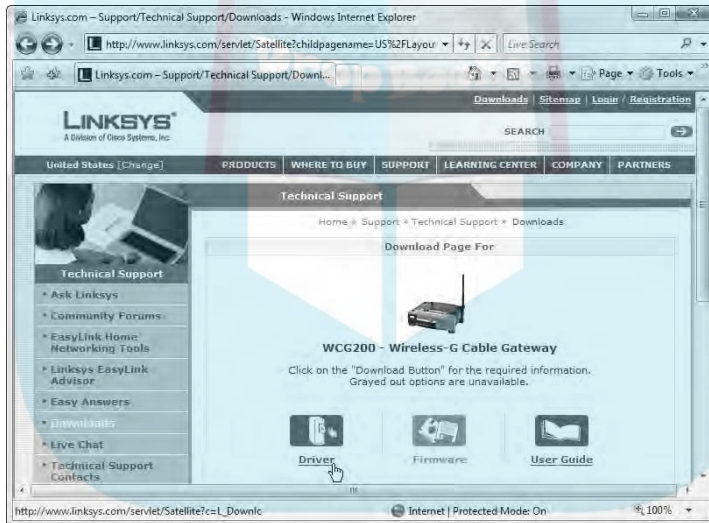 Linksys.com – Support/Technical Support/Downloads - Windows Internet Explorer
http://www.linksys.com/servlet/Satellite?childpagename=US%2FLayou
Live Search
Linksys.com – Support/Technical Support/Downl...
Page
Tools
Downloads | Sitemap | Login / Registration
LINKSYS®
A Division of Cisco Systems, Inc.
SEARCH
United States [Change]
PRODUCTS
WHERE TO BUY
SUPPORT
LEARNING CENTER
COMPANY
PARTNERS
Technical Support
Home » Support » Technical Support » Downloads
Download Page For
Technical Support
Ask Linksys
Community Forums
EasyLink Home
Networking Tools
Linksys EasyLink
Advisor
Easy Answers
Downloads
Live Chat
Technical Support
Contacts
WCG200 - Wireless-G Cable Gateway
Click on the "Download Button" for the required information.
Grayed out options are unavailable.
Driver
Firmware
User Guide
http://www.linksys.com/servlet/Satellite?c=L_Downlc
Internet | Protected Mode: On
100%